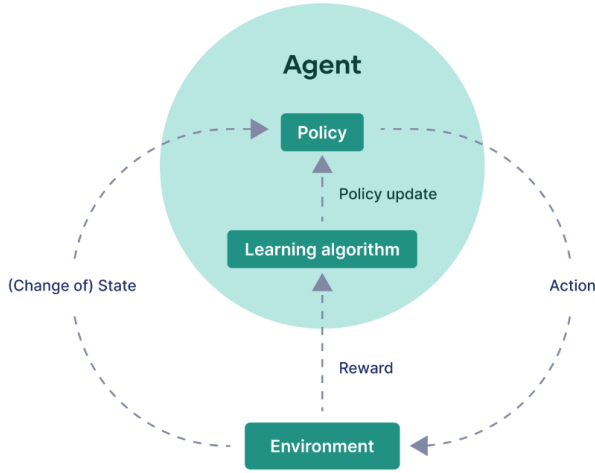 Agent
Policy
Policy update
Learning algorithm
(Change of) State
Action
Reward
Environment